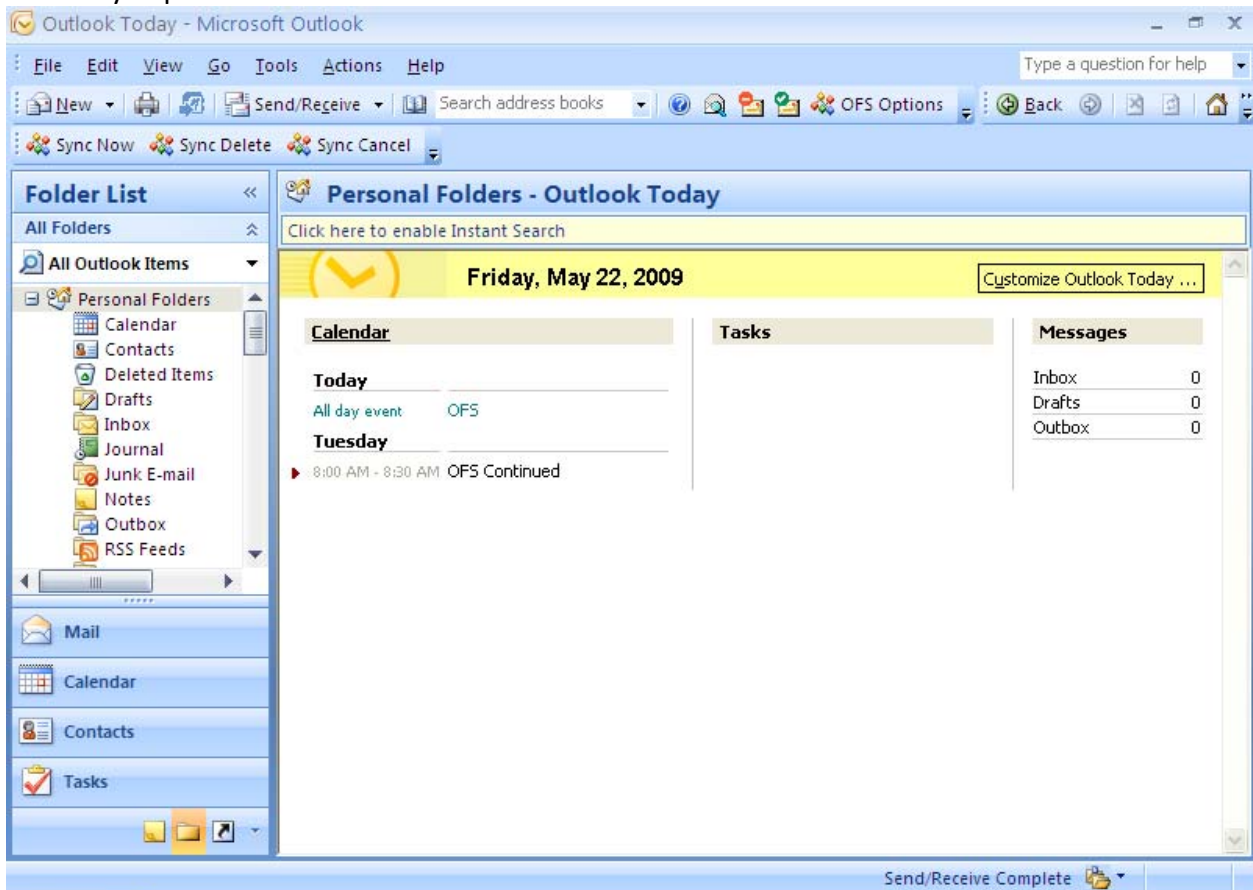 Outlook Today - Microsoft Outlook
File Edit View Go Tools Actions Help
Type a question for help
New Send/Receive Search address books OFS Options Back
Sync Now Sync Delete Sync Cancel
Folder List «
All Folders
All Outlook Items
Personal Folders
Calendar
Contacts
Deleted Items
Drafts
Inbox
Journal
Junk E-mail
Notes
Outbox
RSS Feeds
Mail
Calendar
Contacts
Tasks
Personal Folders - Outlook Today
Click here to enable Instant Search
Friday, May 22, 2009
Customize Outlook Today ...
Calendar
Today
All day event OFS
Tuesday
8:00 AM - 8:30 AM OFS Continued
Tasks
Messages
Inbox 0
Drafts 0
Outbox 0
Send/Receive Complete